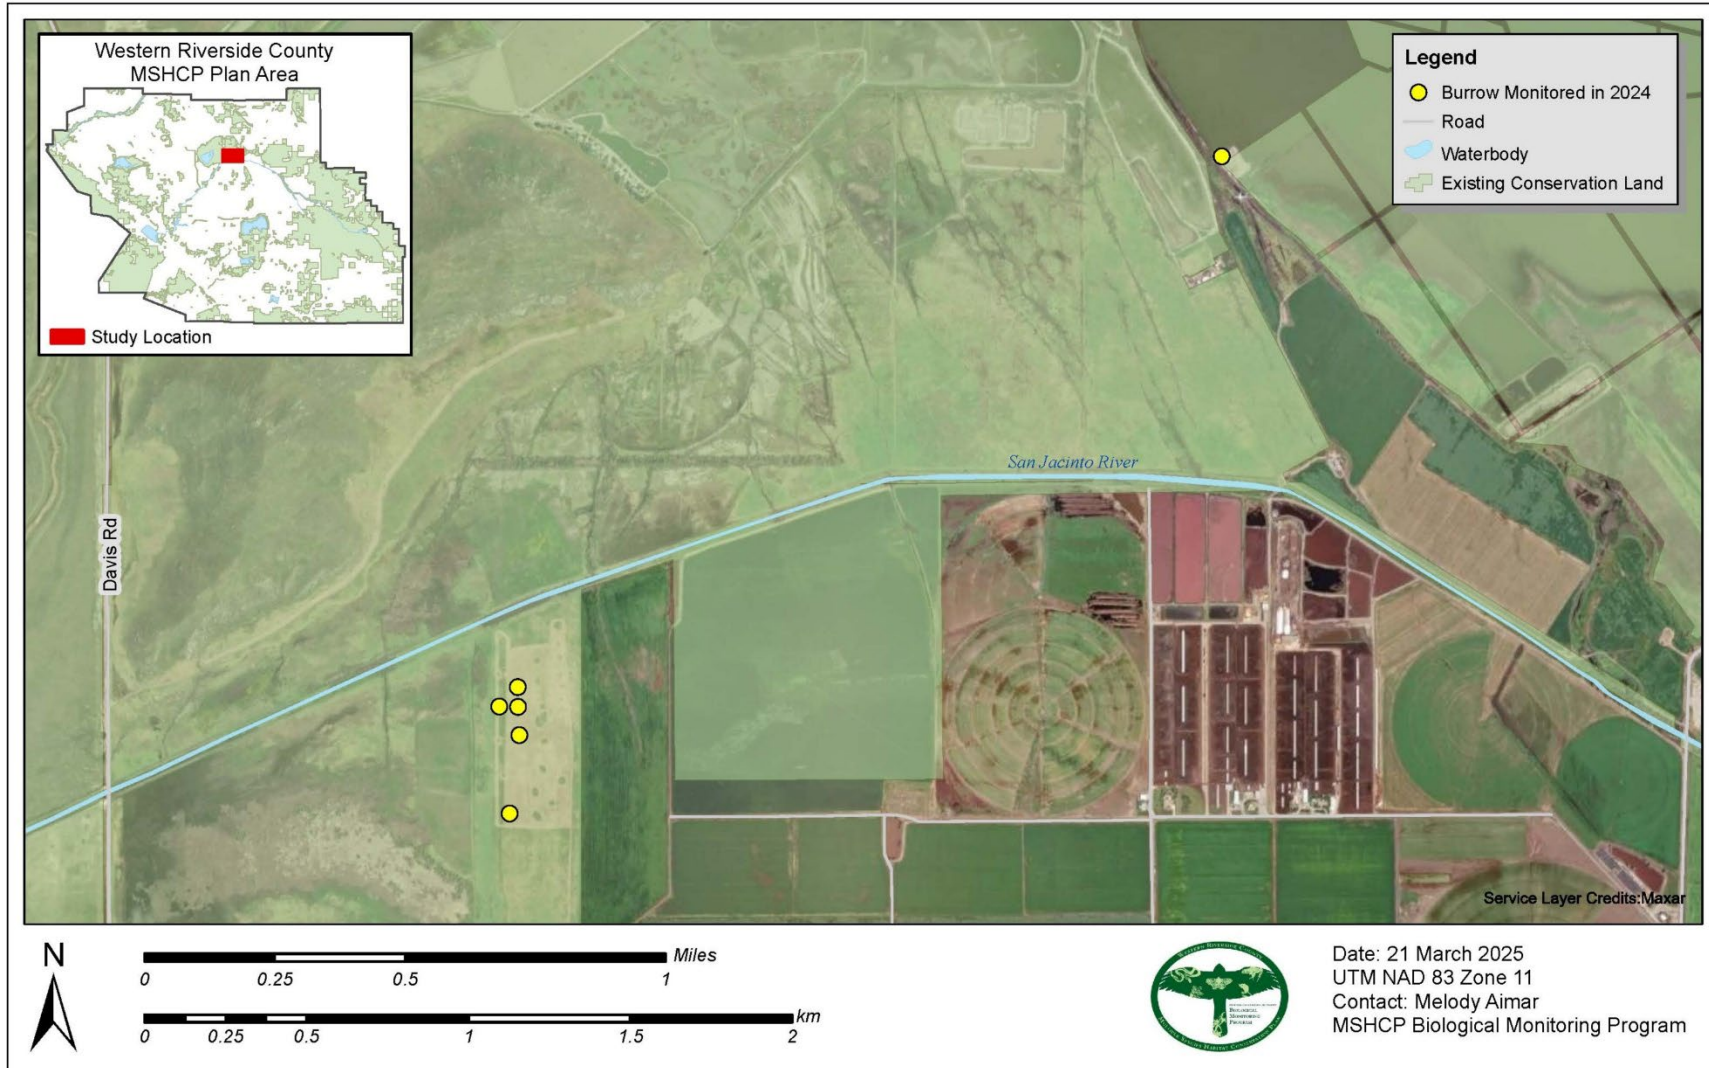 Western Riverside County
MSHCP Plan Area
Study Location
Legend
Burrow Monitored in 2024
Road
Waterbody
Existing Conservation Land
San Jacinto River
Davis Rd
Service Layer Credits:Maxar
N
Miles
0 0.25 0.5 1
km
0 0.25 0.5 1 1.5 2
Biological
Monitoring
Program
Date: 21 March 2025
UTM NAD 83 Zone 11
Contact: Melody Aimar
MSHCP Biological Monitoring Program